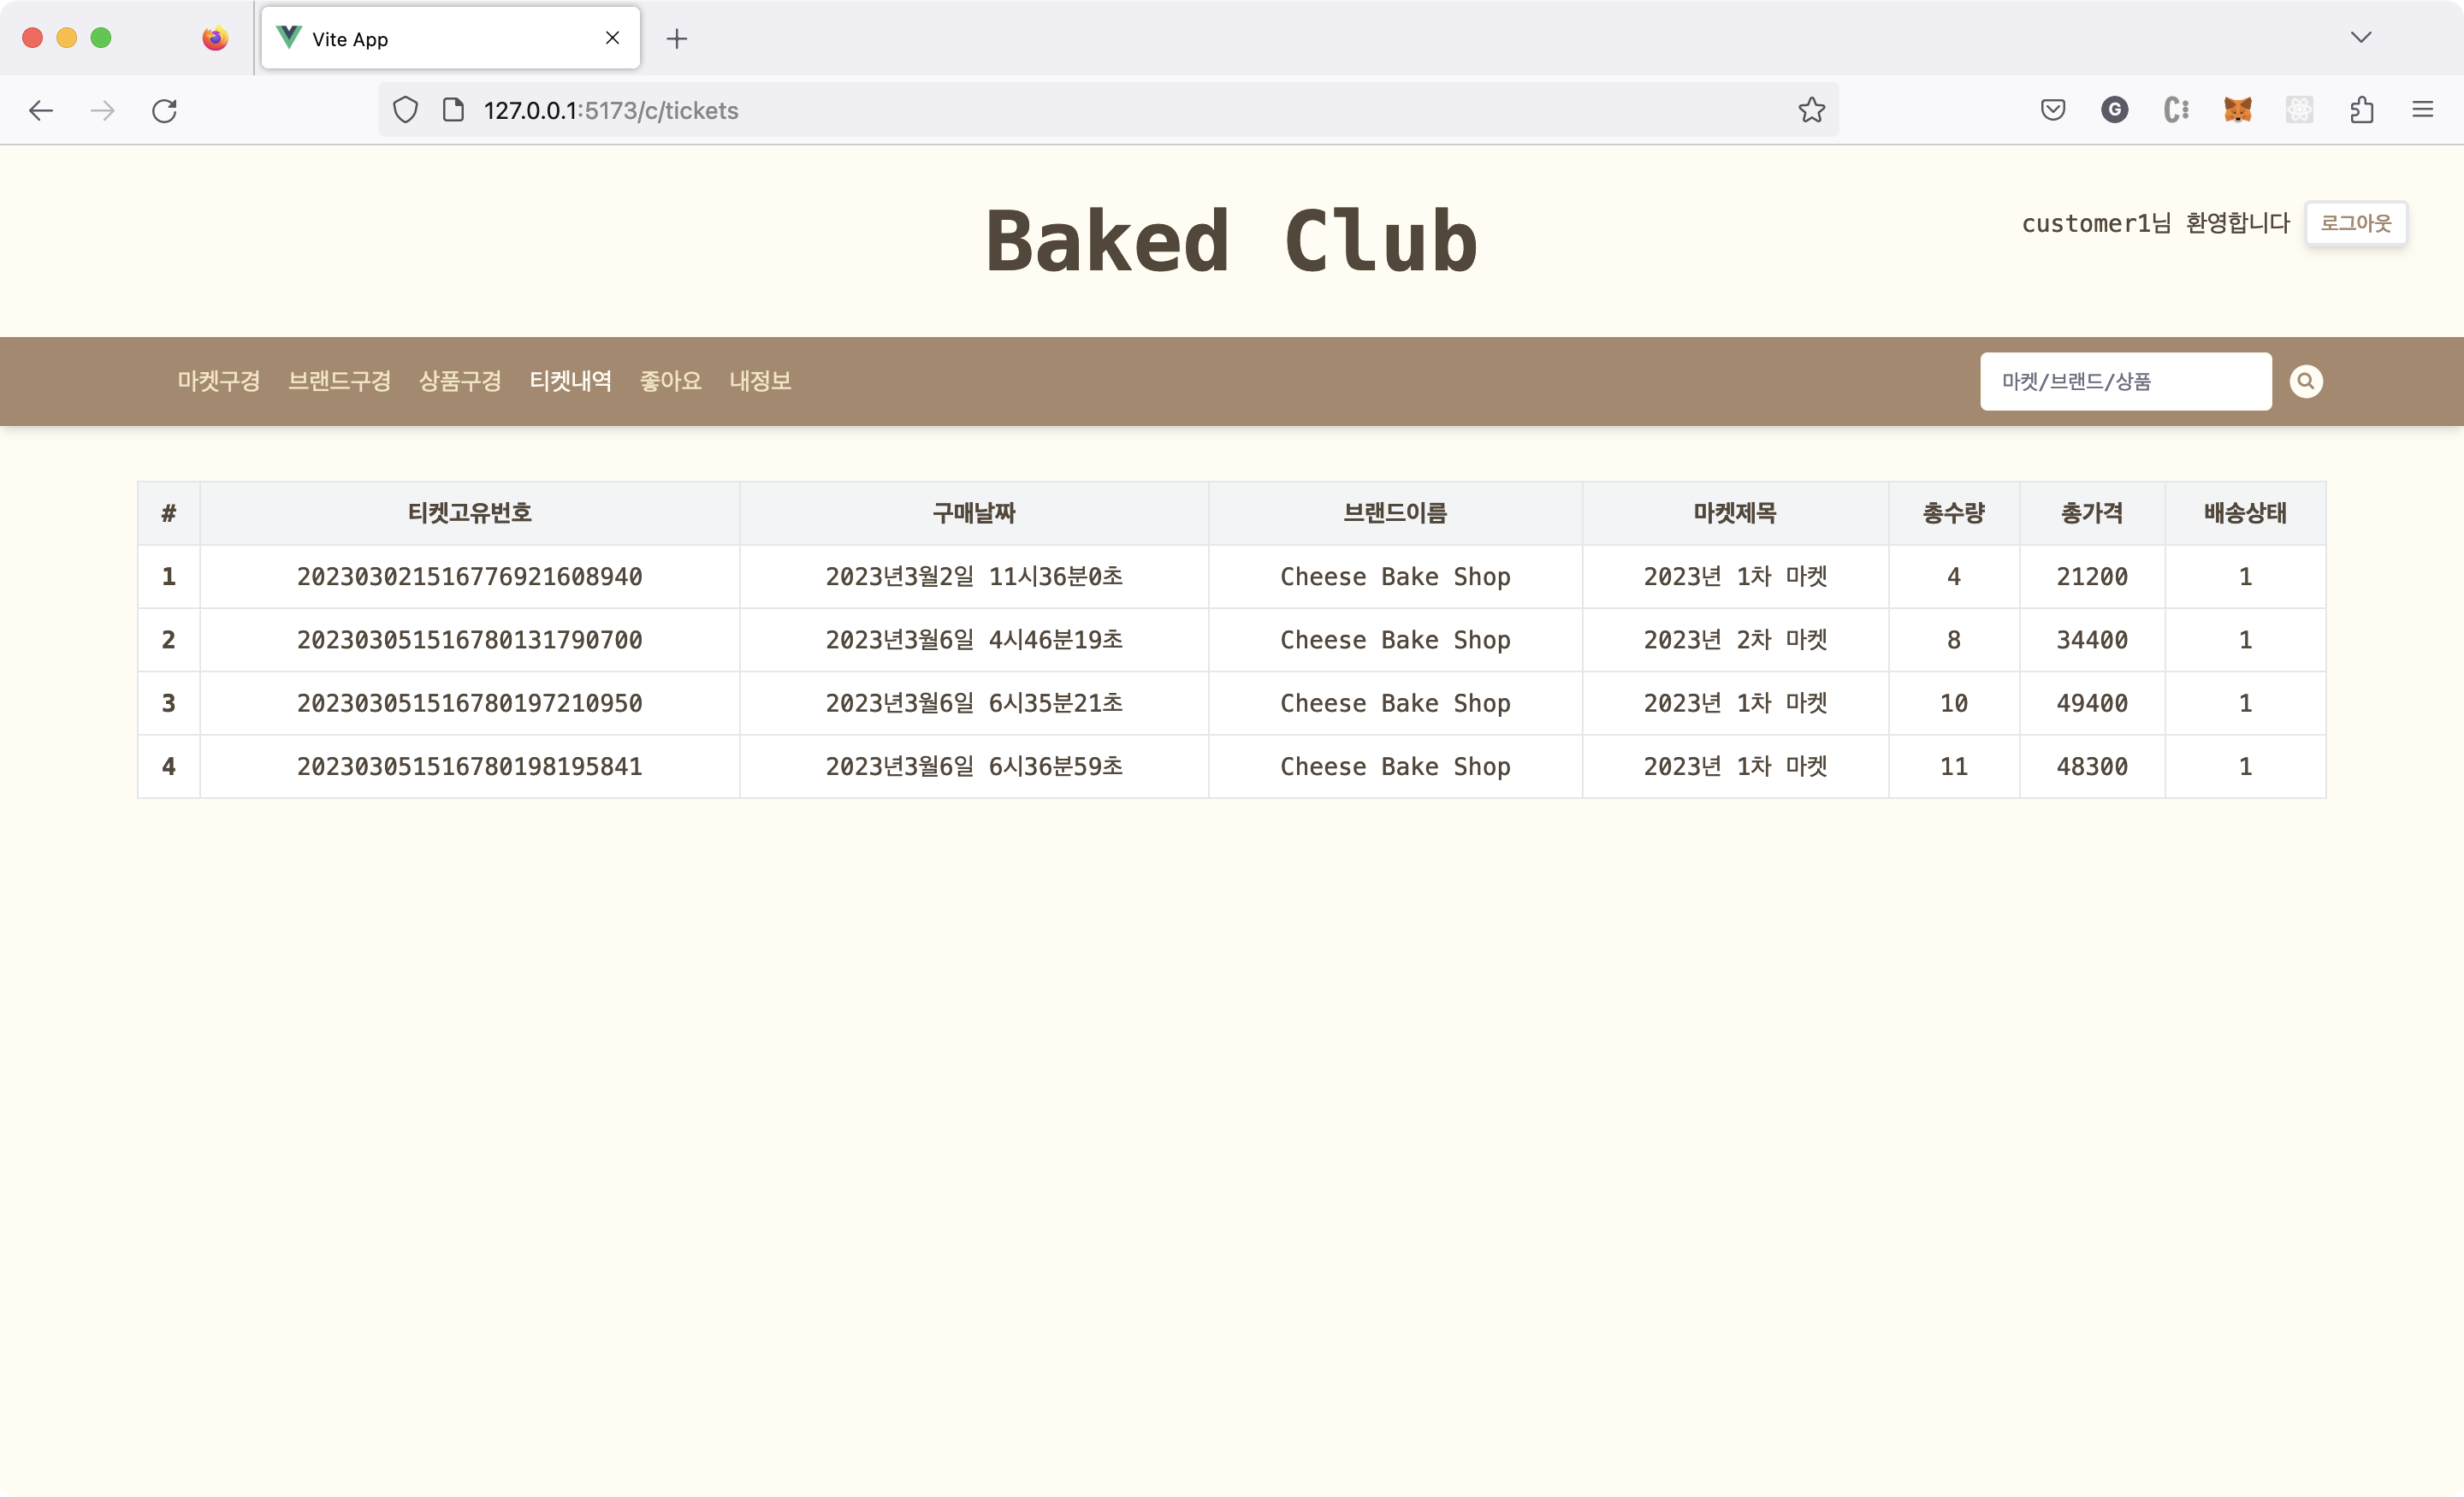 Vite App
127.0.0.1:5173/c/tickets
G
Baked Club
customer1님 환영합니다 로그아웃
마켓구경 브랜드구경 상품구경 티켓내역 좋아요 내정보 마켓/브랜드/상품
# 티켓고유번호 구매날짜 브랜드이름 마켓제목 총수량 총가격 배송상태
1 202303021516776921608940 2023년3월2일 11시36분0초 Cheese Bake Shop 2023년 1차 마켓 4 21200 1
2 202303051516780131790700 2023년3월6일 4시46분19초 Cheese Bake Shop 2023년 2차 마켓 8 34400 1
3 202303051516780197210950 2023년3월6일 6시35분21초 Cheese Bake Shop 2023년 1차 마켓 10 49400 1
4 202303051516780198195841 2023년3월6일 6시36분59초 Cheese Bake Shop 2023년 1차 마켓 11 48300 1